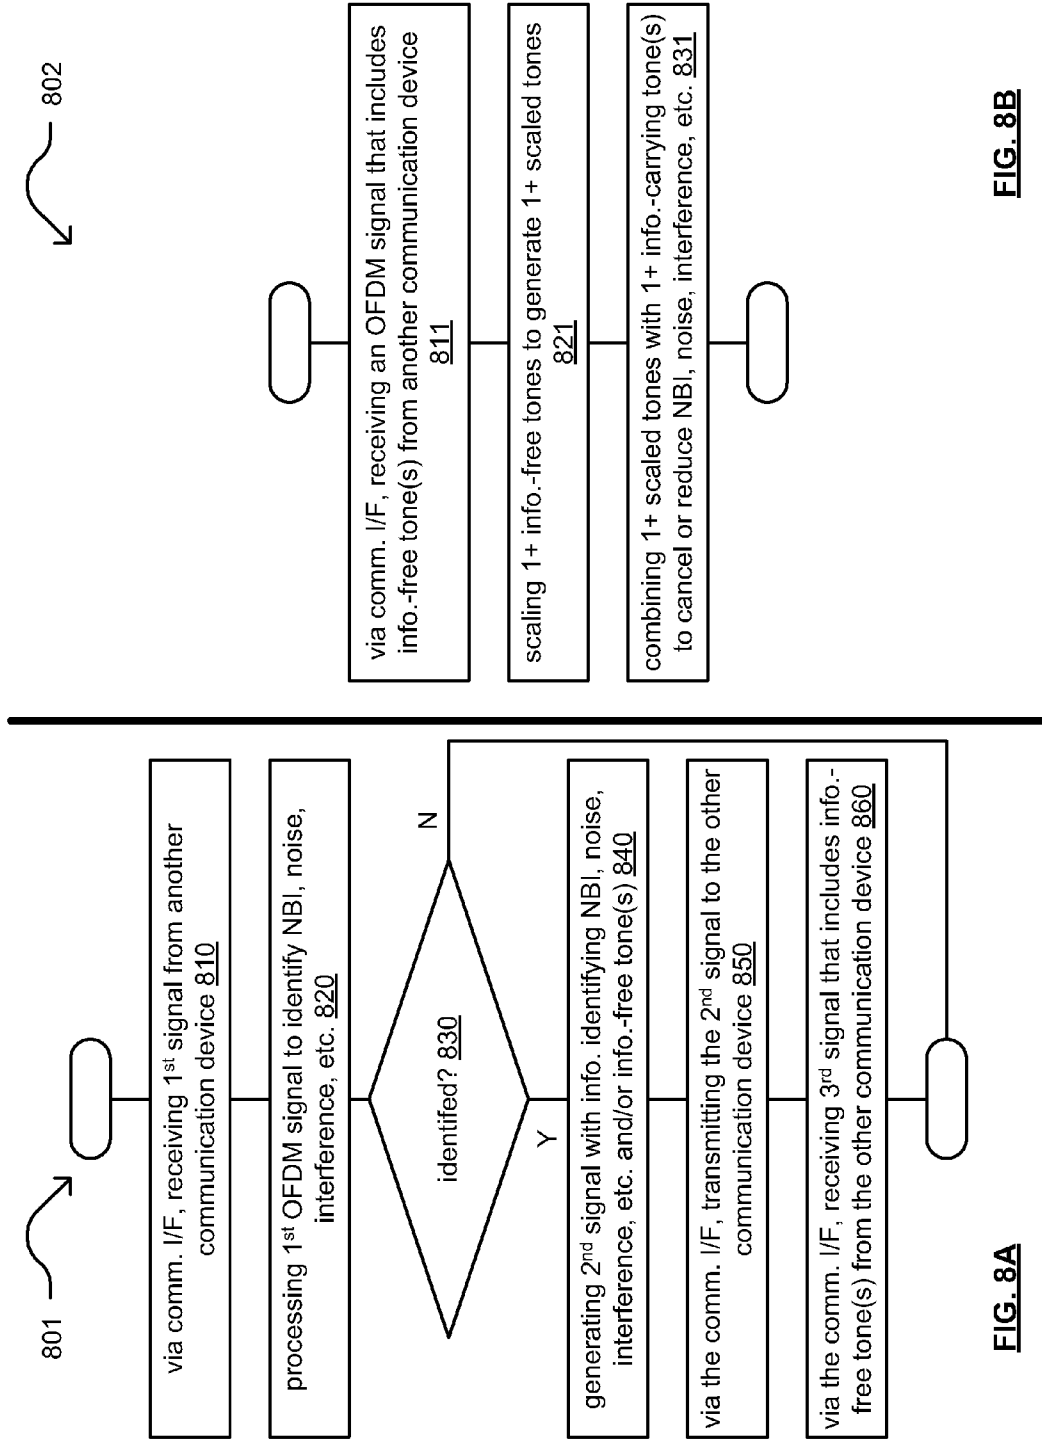 801
via comm. I/F, receiving 1st signal from another
communication device 810
processing 1st OFDM signal to identify NBI, noise,
interference, etc. 820
identifed? 830
N
Y
generating 2nd signal with info. identifying NBI, noise,
interference, etc. and/or info.-free tone(s) 840
via the comm. I/F, transmitting the 2nd signal to the other
communication device 850
via the comm. I/F, receiving 3rd signal that includes info.-
free tone(s) from the other communication device 860
FIG. 8A
802
via comm. I/F, receiving an OFDM signal that includes
info.-free tone(s) from another communication device
811
scaling 1+ info.-free tones to generate 1+ scaled tones
821
combining 1+ scaled tones with 1+ info.-carrying tone(s)
to cancel or reduce NBI, noise, interference, etc. 831
FIG. 8B